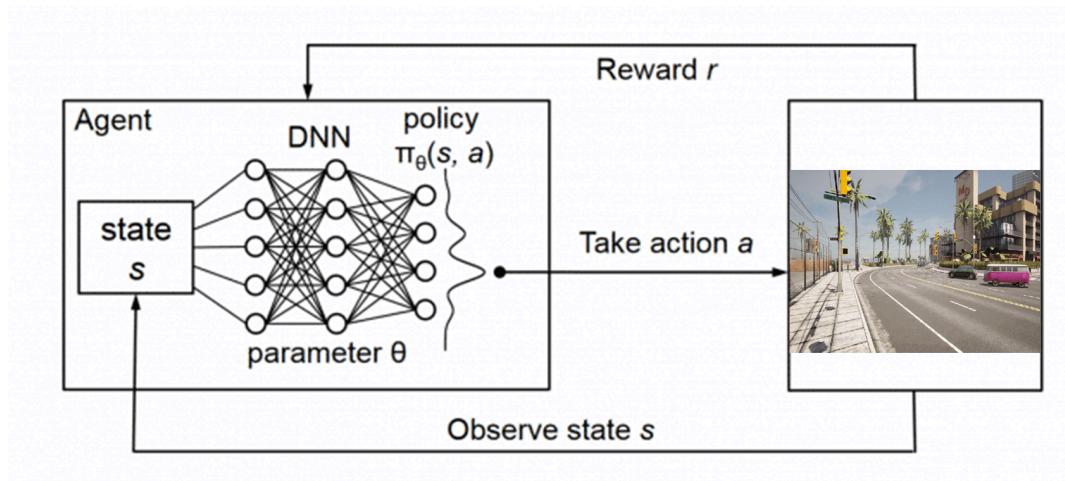 Reward r
Agent
DNN
policy
πθ(s, a)
state
s
Take action a
parameter θ
Observe state s